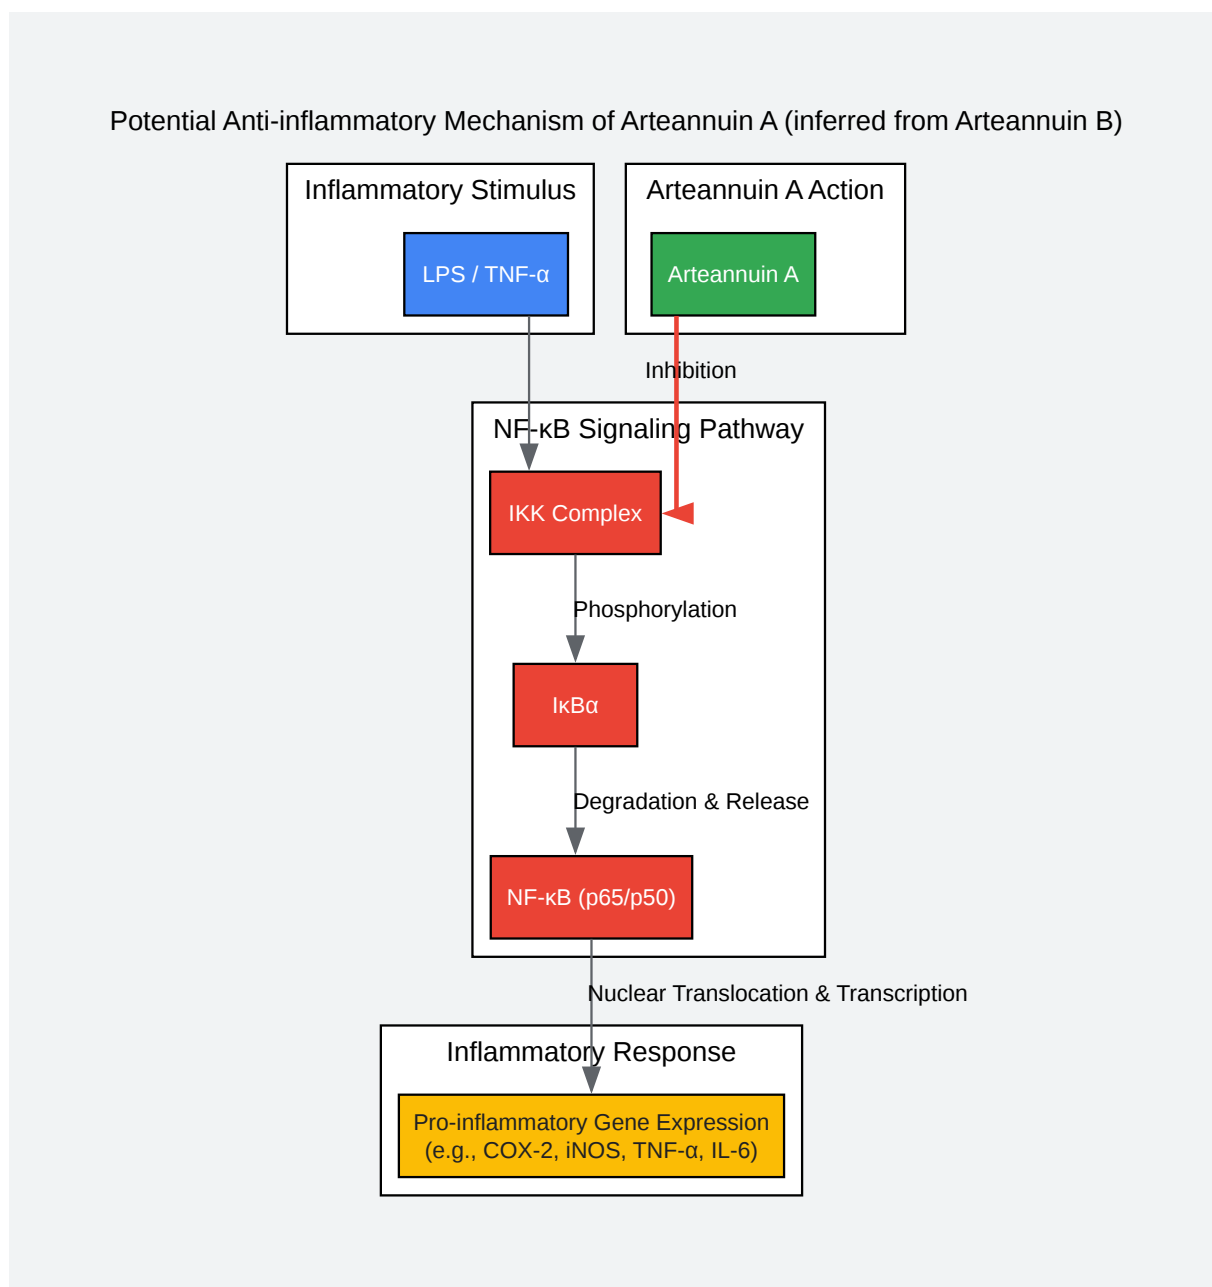 Potential Anti-inflammatory Mechanism of Arteannuin A (inferred from Arteannuin B)
Inflammatory Stimulus
Arteannuin A Action
LPS / TNF-α
Arteannuin A
Inhibition
NF-κB Signaling Pathway
IKK Complex
Phosphorylation
IκBα
Degradation & Release
NF-κB (p65/p50)
Nuclear Translocation & Transcription
Inflammatory Response
Pro-inflammatory Gene Expression
(e.g., COX-2, iNOS, TNF-α, IL-6)